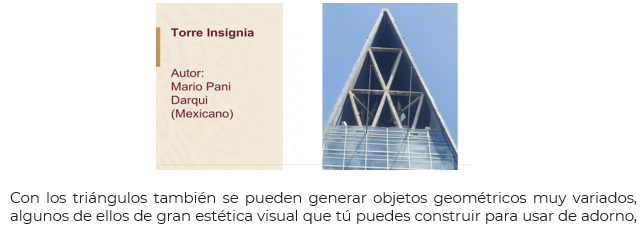 Torre Insignia
Autor:
Mario Pani
Darqui
(Mexicano)
Con los triángulos también se pueden generar objetos geométricos muy variados,
algunos de ellos de gran estética visual que tú puedes construir para usar de adorno,